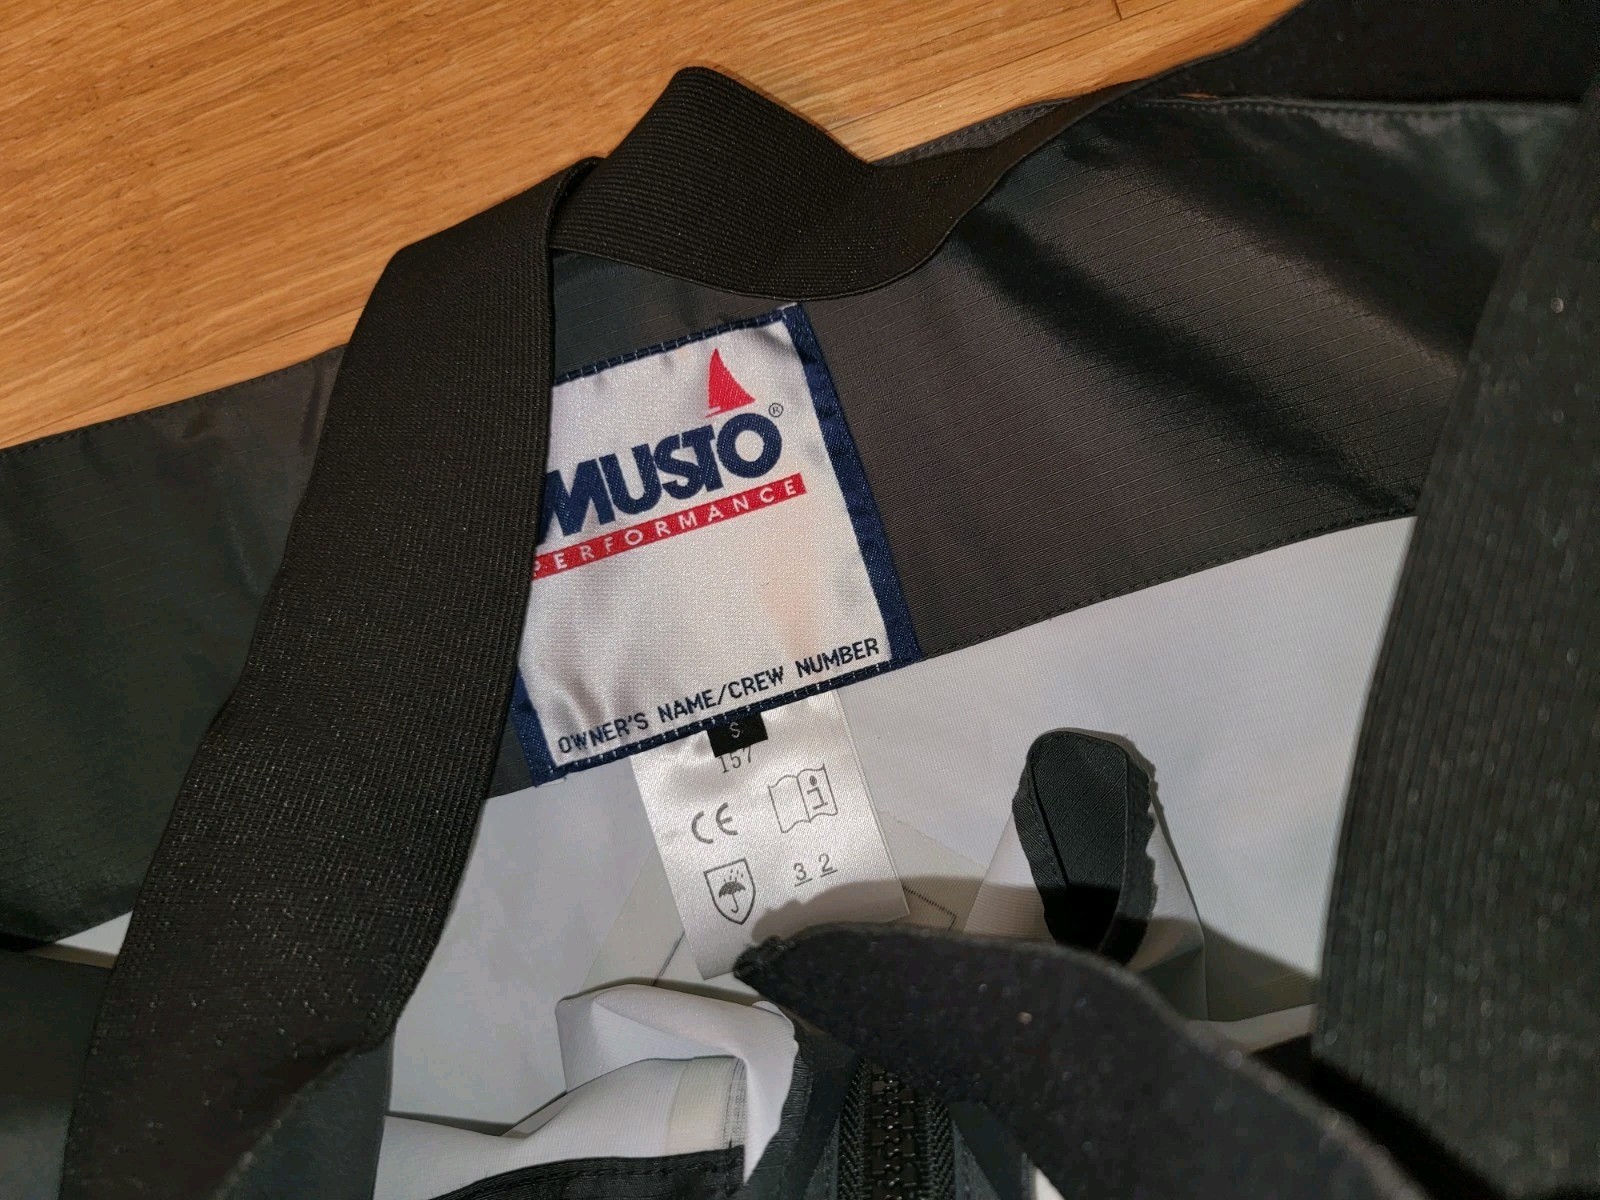 MUSTO®
PERFORMANCE
OWNER'S NAME/CREW NUMBER
S
157
CE
i
3 2